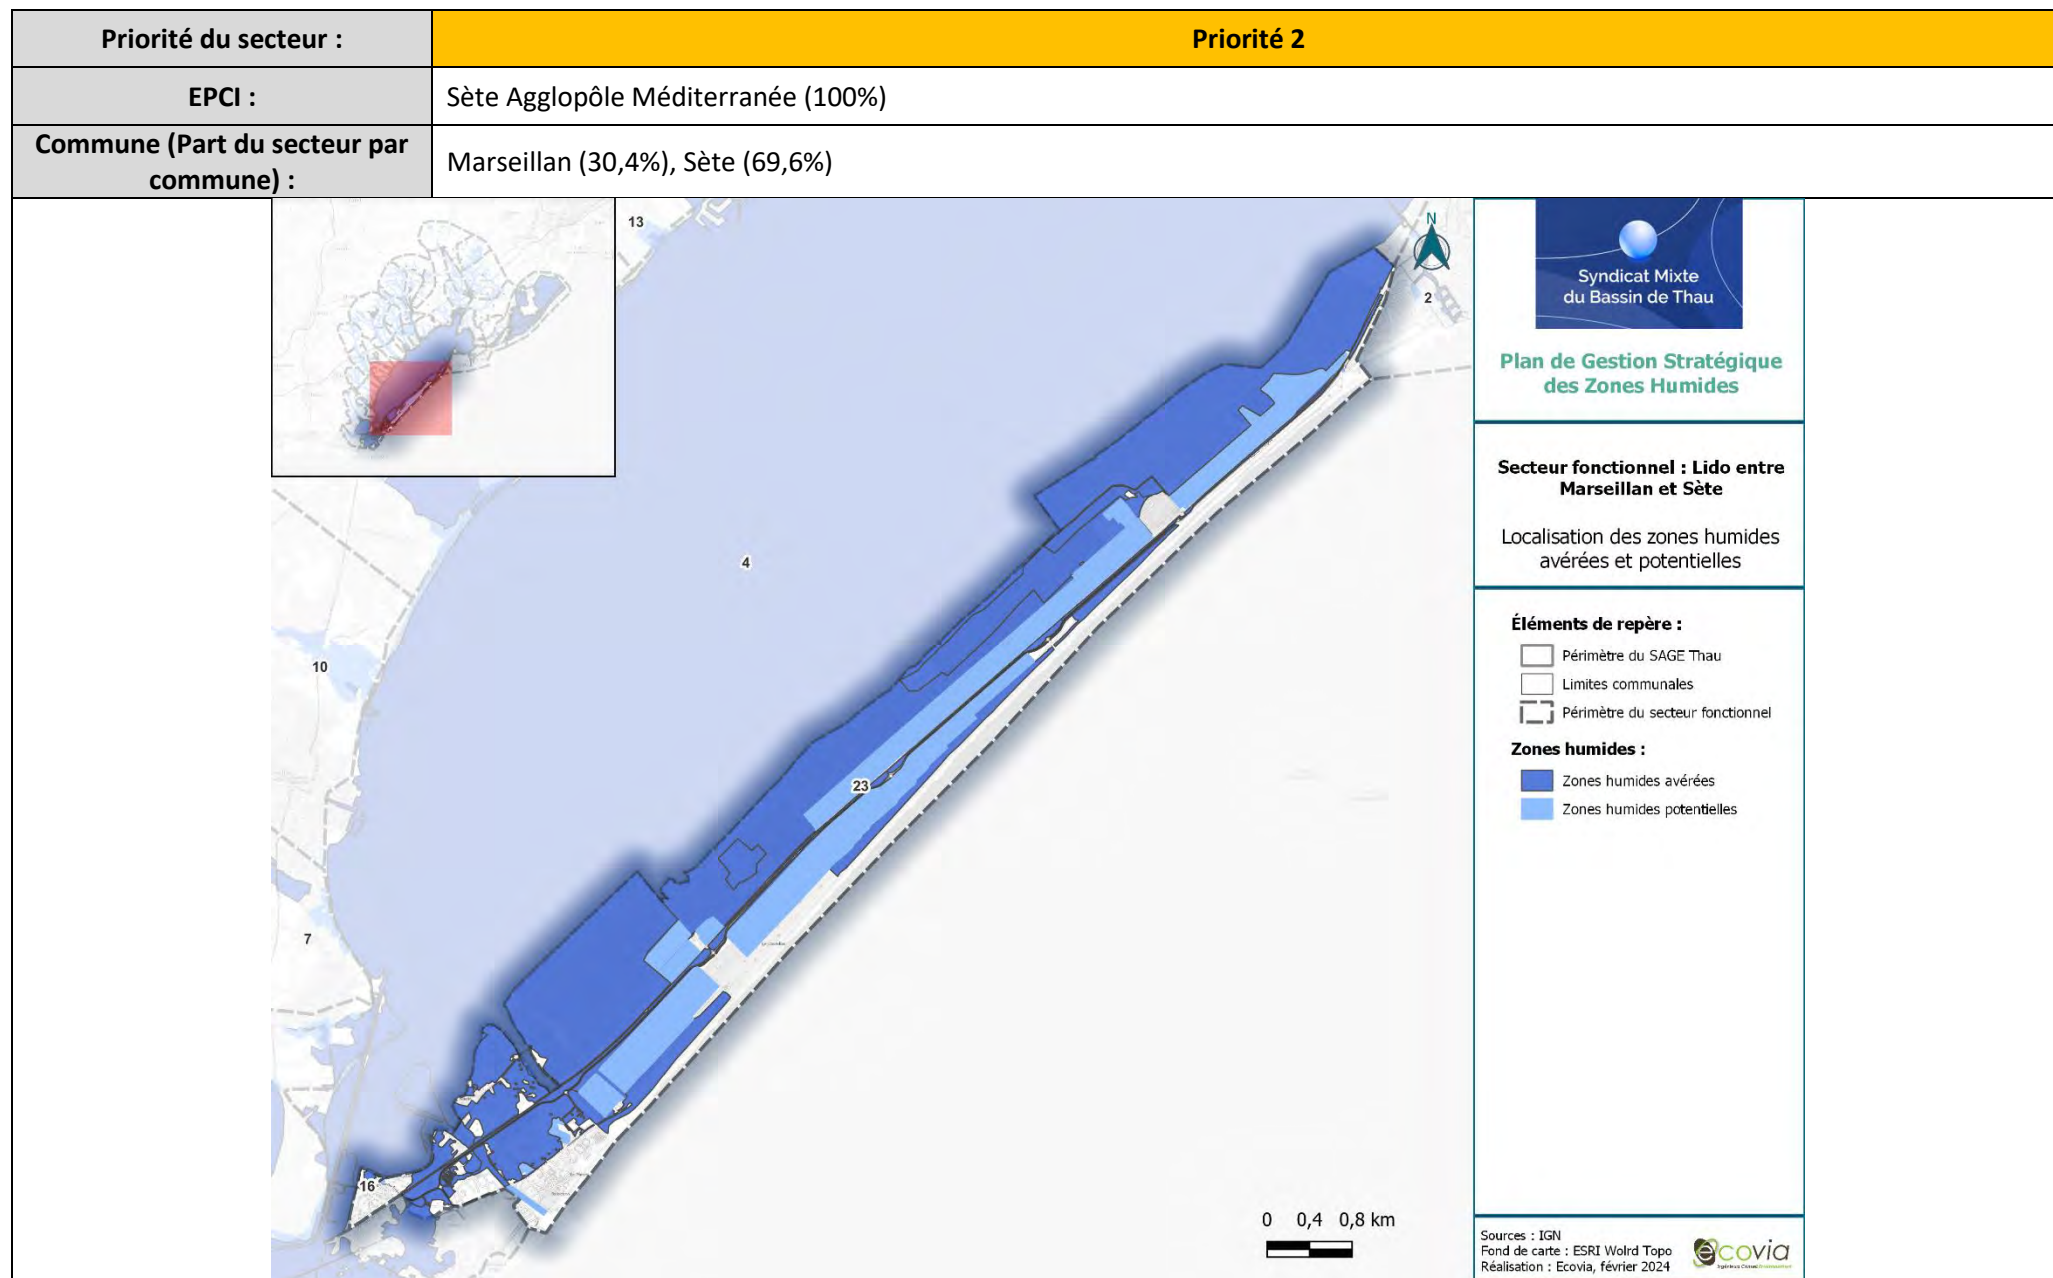 Priorité du secteur :
Priorité 2
EPCI :
Sète Agglopôle Méditerranée (100%)
Commune (Part du secteur par
commune) :
Marseillan (30,4%), Sète (69,6%)
13
N
2
4
10
23
7
16
0 0,4 0,8 km
Syndicat Mixte
du Bassin de Thau
Plan de Gestion Stratégique
des Zones Humides
Secteur fonctionnel : Lido entre
Marseillan et Sète
Localisation des zones humides
avérées et potentielles
Éléments de repère :
Périmètre du SAGE Thau
Limites communales
Périmètre du secteur fonctionnel
Zones humides :
Zones humides avérées
Zones humides potentielles
Sources : IGN
Fond de carte : ESRI Wolrd Topo
Réalisation : Ecovia, février 2024
ecovia